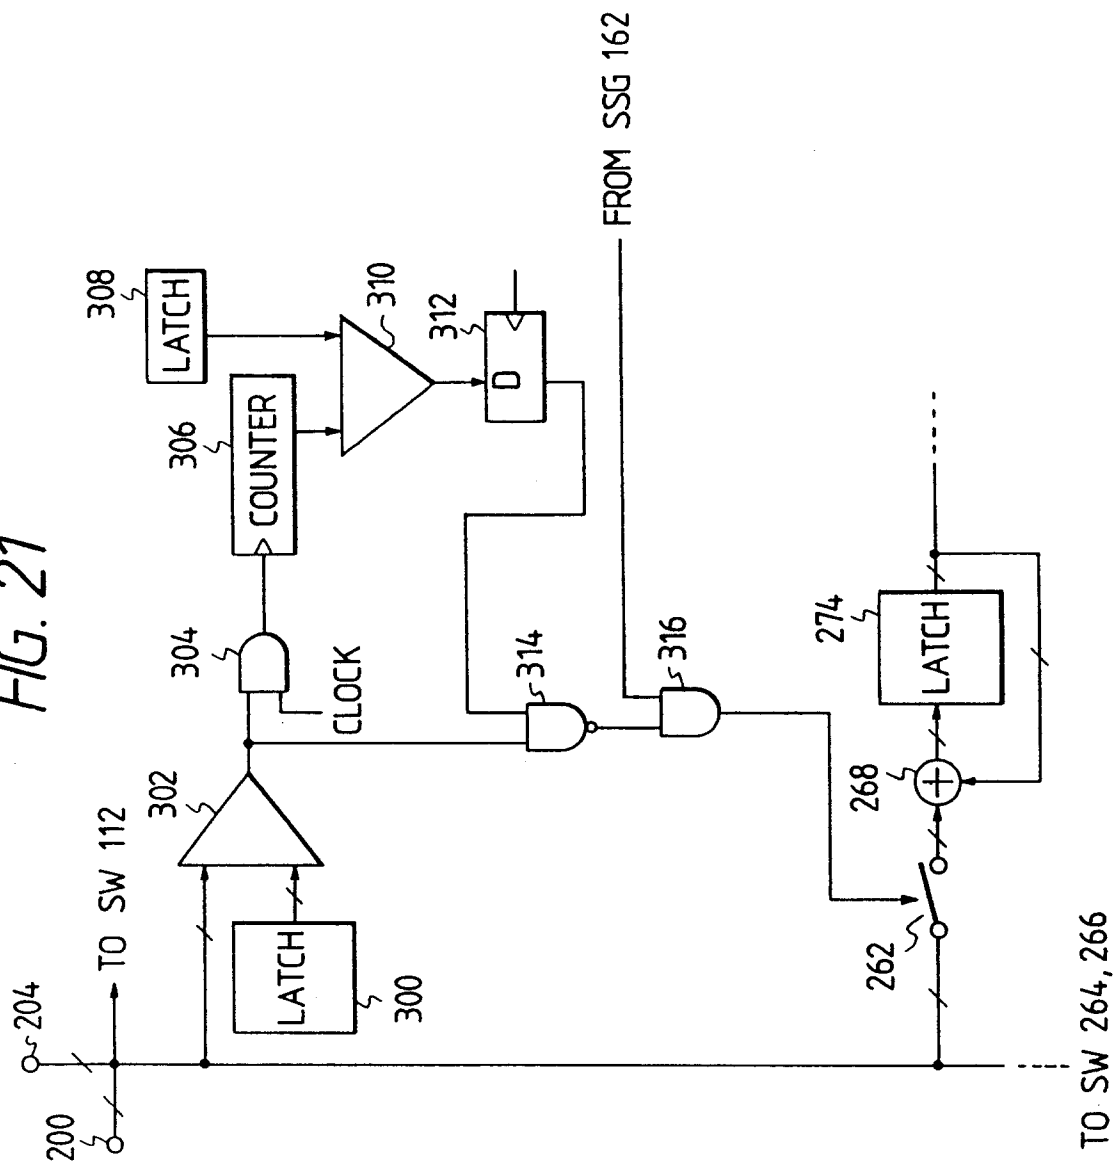 FIG. 21
204
200
TO SW 112
302
LATCH
300
304
CLOCK
306
COUNTER
308
LATCH
310
312
D
314
316
FROM SSG 162
262
268
274
LATCH
TO SW 264, 266